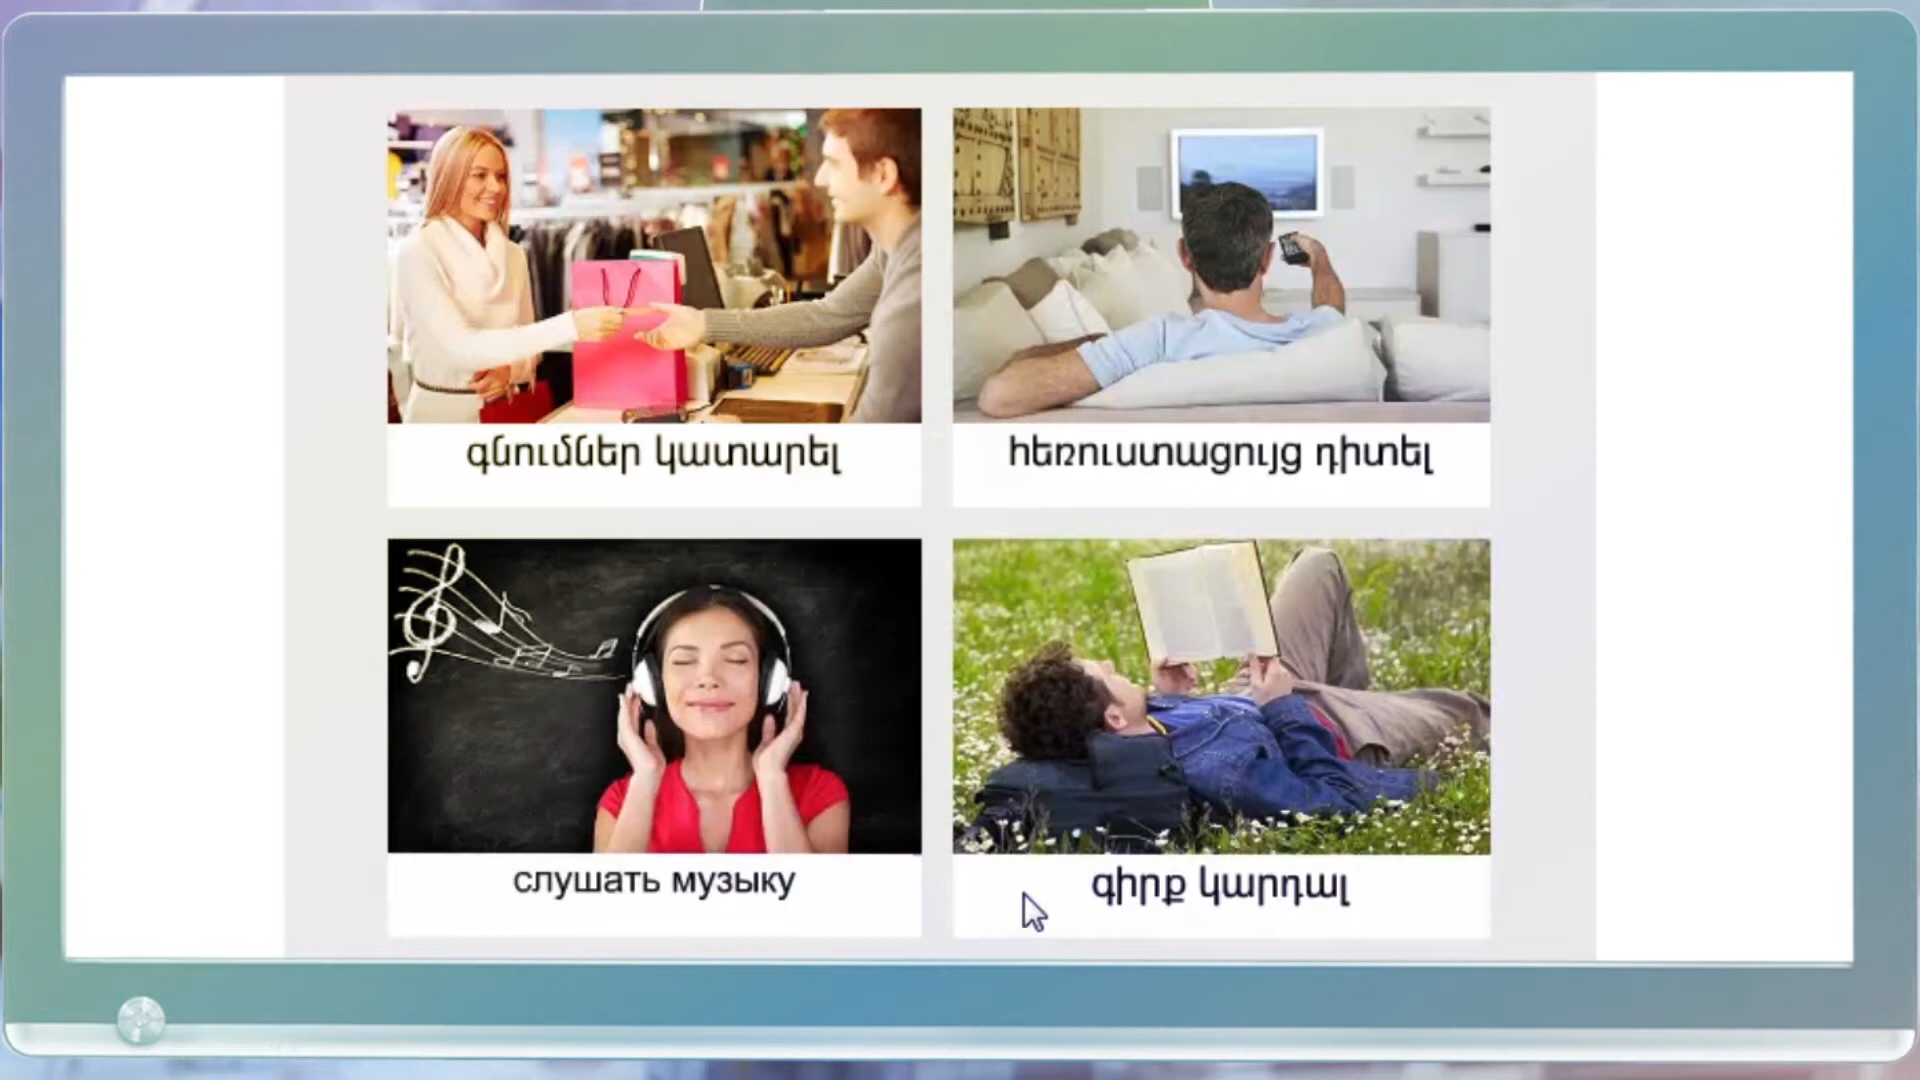 գնումներ կատարել
հեռուստացույց դիտել
слушать музыку
գիրք կարդալ